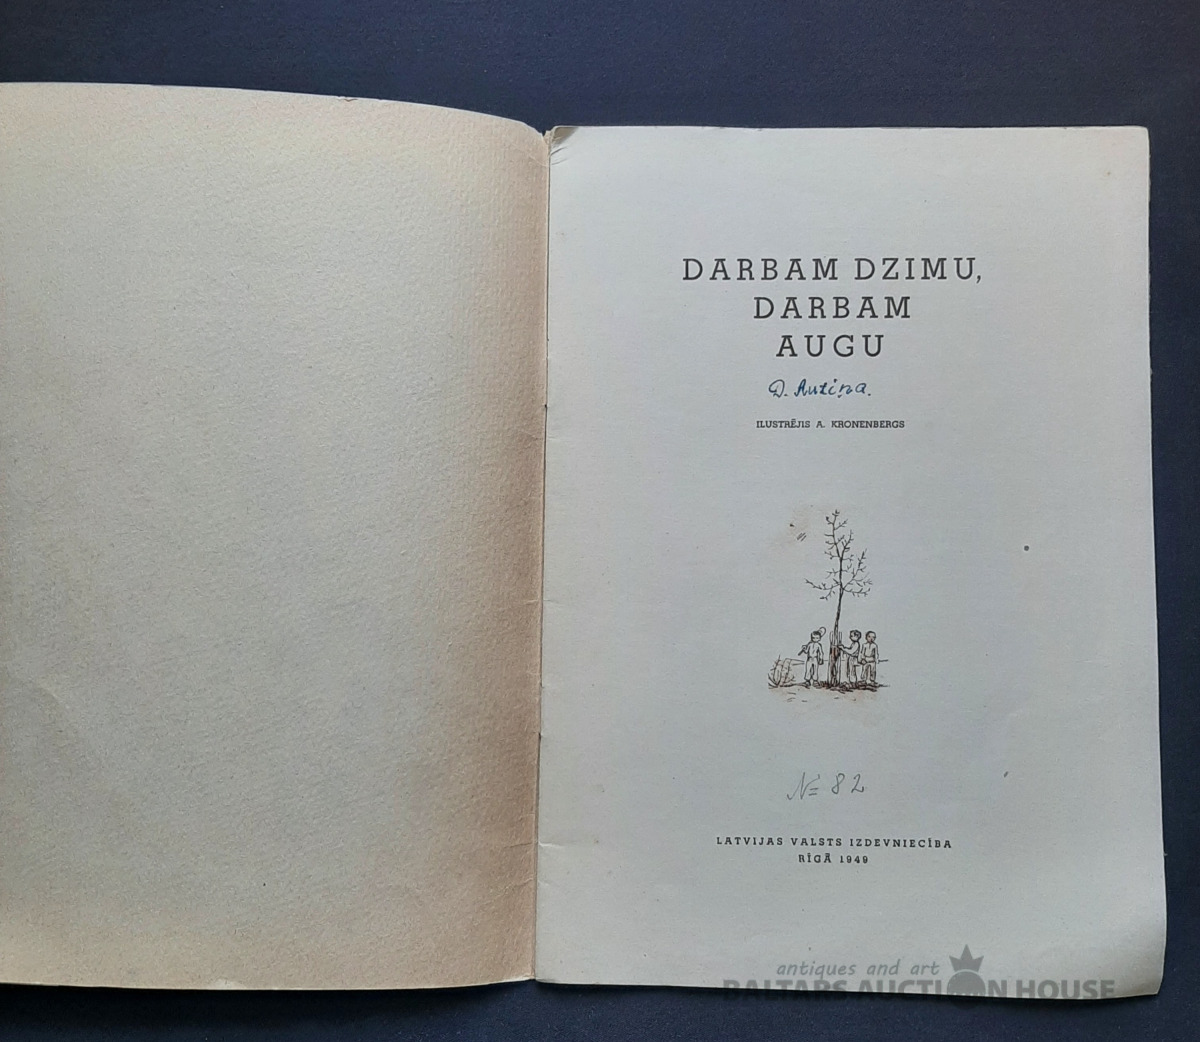 DARBAM DZIMU,
DARBAM
AUGU
D. Autiņa.
ILUSTRĒJIS A. KRONENBERGS
№ 82
LATVIJAS VALSTS IZDEVNIECĪBA
RĪGĀ 1949
antiques and art
BALTARS AUCTION HOUSE